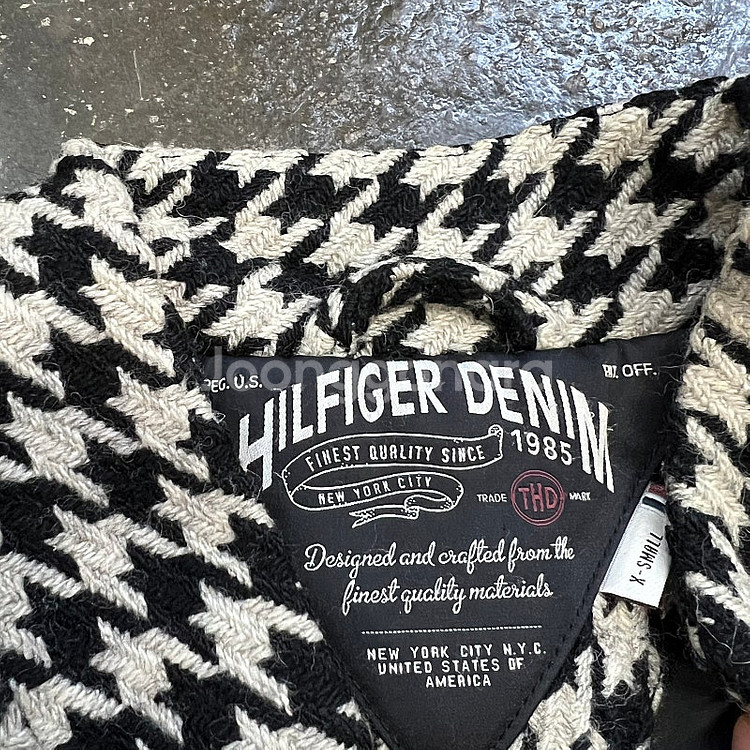 REG. U.S. PAT. OFF.
HILFIGER DENIM
FINEST QUALITY SINCE 1985
NEW YORK CITY
TRADE THD MARK
Designed and crafted from the
finest quality materials
NEW YORK CITY N.Y.C.
UNITED STATES OF
AMERICA
X-SMALL